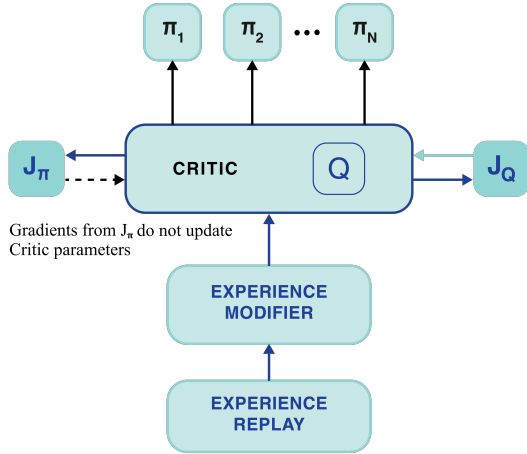 π1 π2 ••• πN
Jπ CRITIC Q JQ
Gradients from Jπ do not update
Critic parameters
EXPERIENCE
MODIFIER
EXPERIENCE
REPLAY